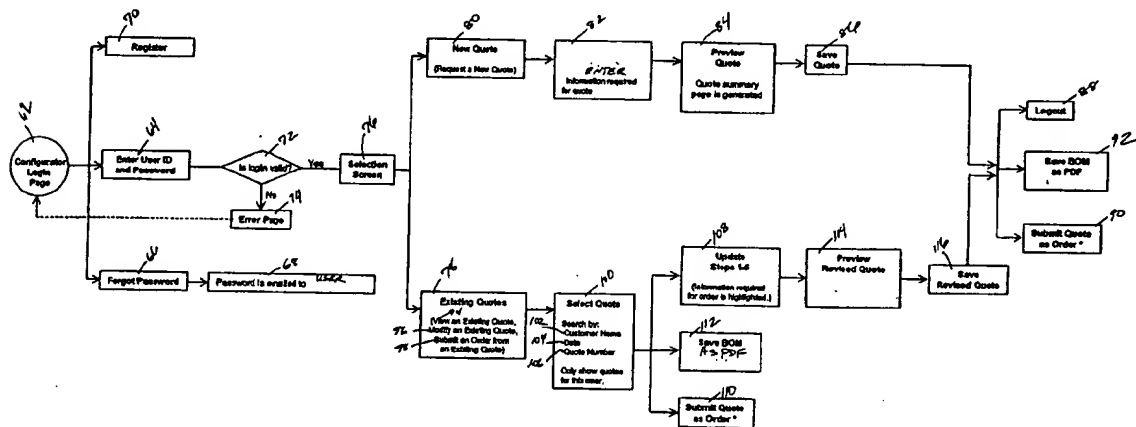 70
Register
62
Configurator
Login
Page
64
Enter User ID
and Password
72
Is login valid?
Yes
No
74
Error Page
66
Forgot Password
68
Password is emailed to USER
76
Selection
Screen
80
New Quote
(Request a New Quote)
82
ENTER
Information required
for quote
84
Preview
Quote
Quote summary
page is generated
86
Save
Quote
88
Logout
92
Save BOM
as PDF
90
Submit Quote
as Order *
Existing Quotes
94
(View an Existing Quote,
96
Modify an Existing Quote,
98
Submit an Order from
an Existing Quote)
Select Quote
Search by:
102
Customer Name
104
Date
106
Quote Number
Only show quotes
for this user.
108
Update
Steps 1-5
(Information required
for order is highlighted.)
114
Preview
Revised Quote
116
Save
Revised Quote
112
Save BOM
AS PDF
110
Submit Quote
as Order *